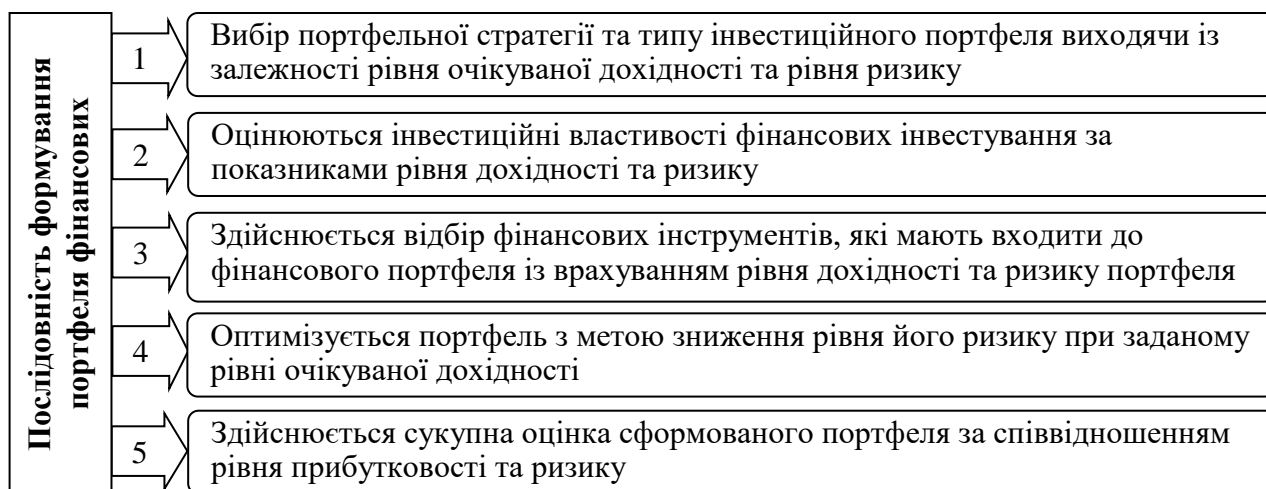 Послідовність формування
портфеля фінансових
1
Вибір портфельної стратегії та типу інвестиційного портфеля виходячи із
залежності рівня очікуваної дохідності та рівня ризику
2
Оцінюються інвестиційні властивості фінансових інвестування за
показниками рівня дохідності та ризику
3
Здійснюється відбір фінансових інструментів, які мають входити до
фінансового портфеля із врахуванням рівня дохідності та ризику портфеля
4
Оптимізується портфель з метою зниження рівня його ризику при заданому
рівні очікуваної дохідності
5
Здійснюється сукупна оцінка сформованого портфеля за співвідношенням
рівня прибутковості та ризику